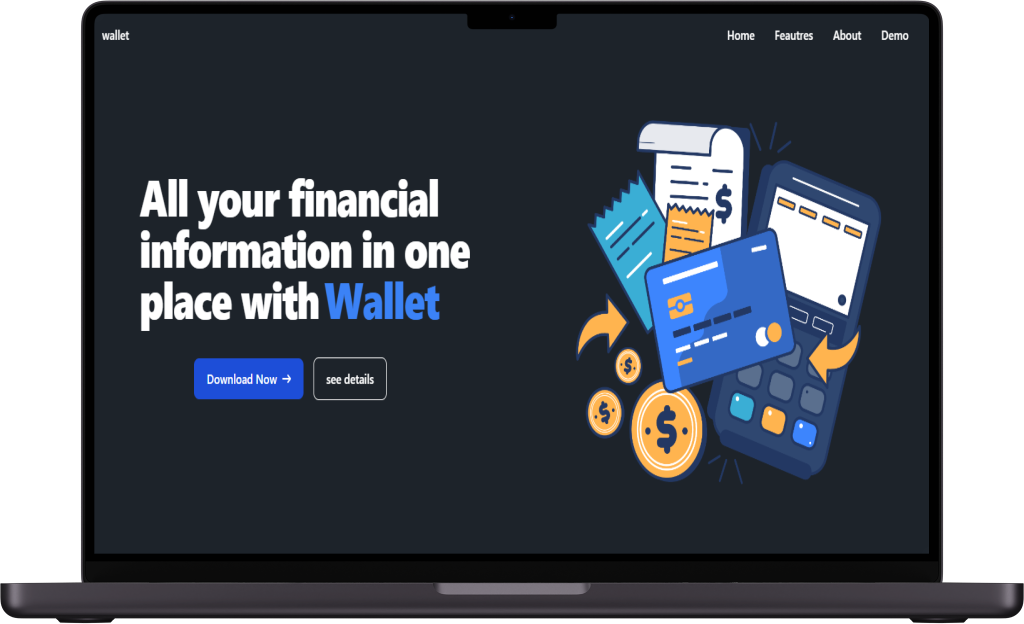 wallet
Home Feautres About Demo
All your financial
information in one
place with Wallet
Download Now →
see details
$
$
$
$